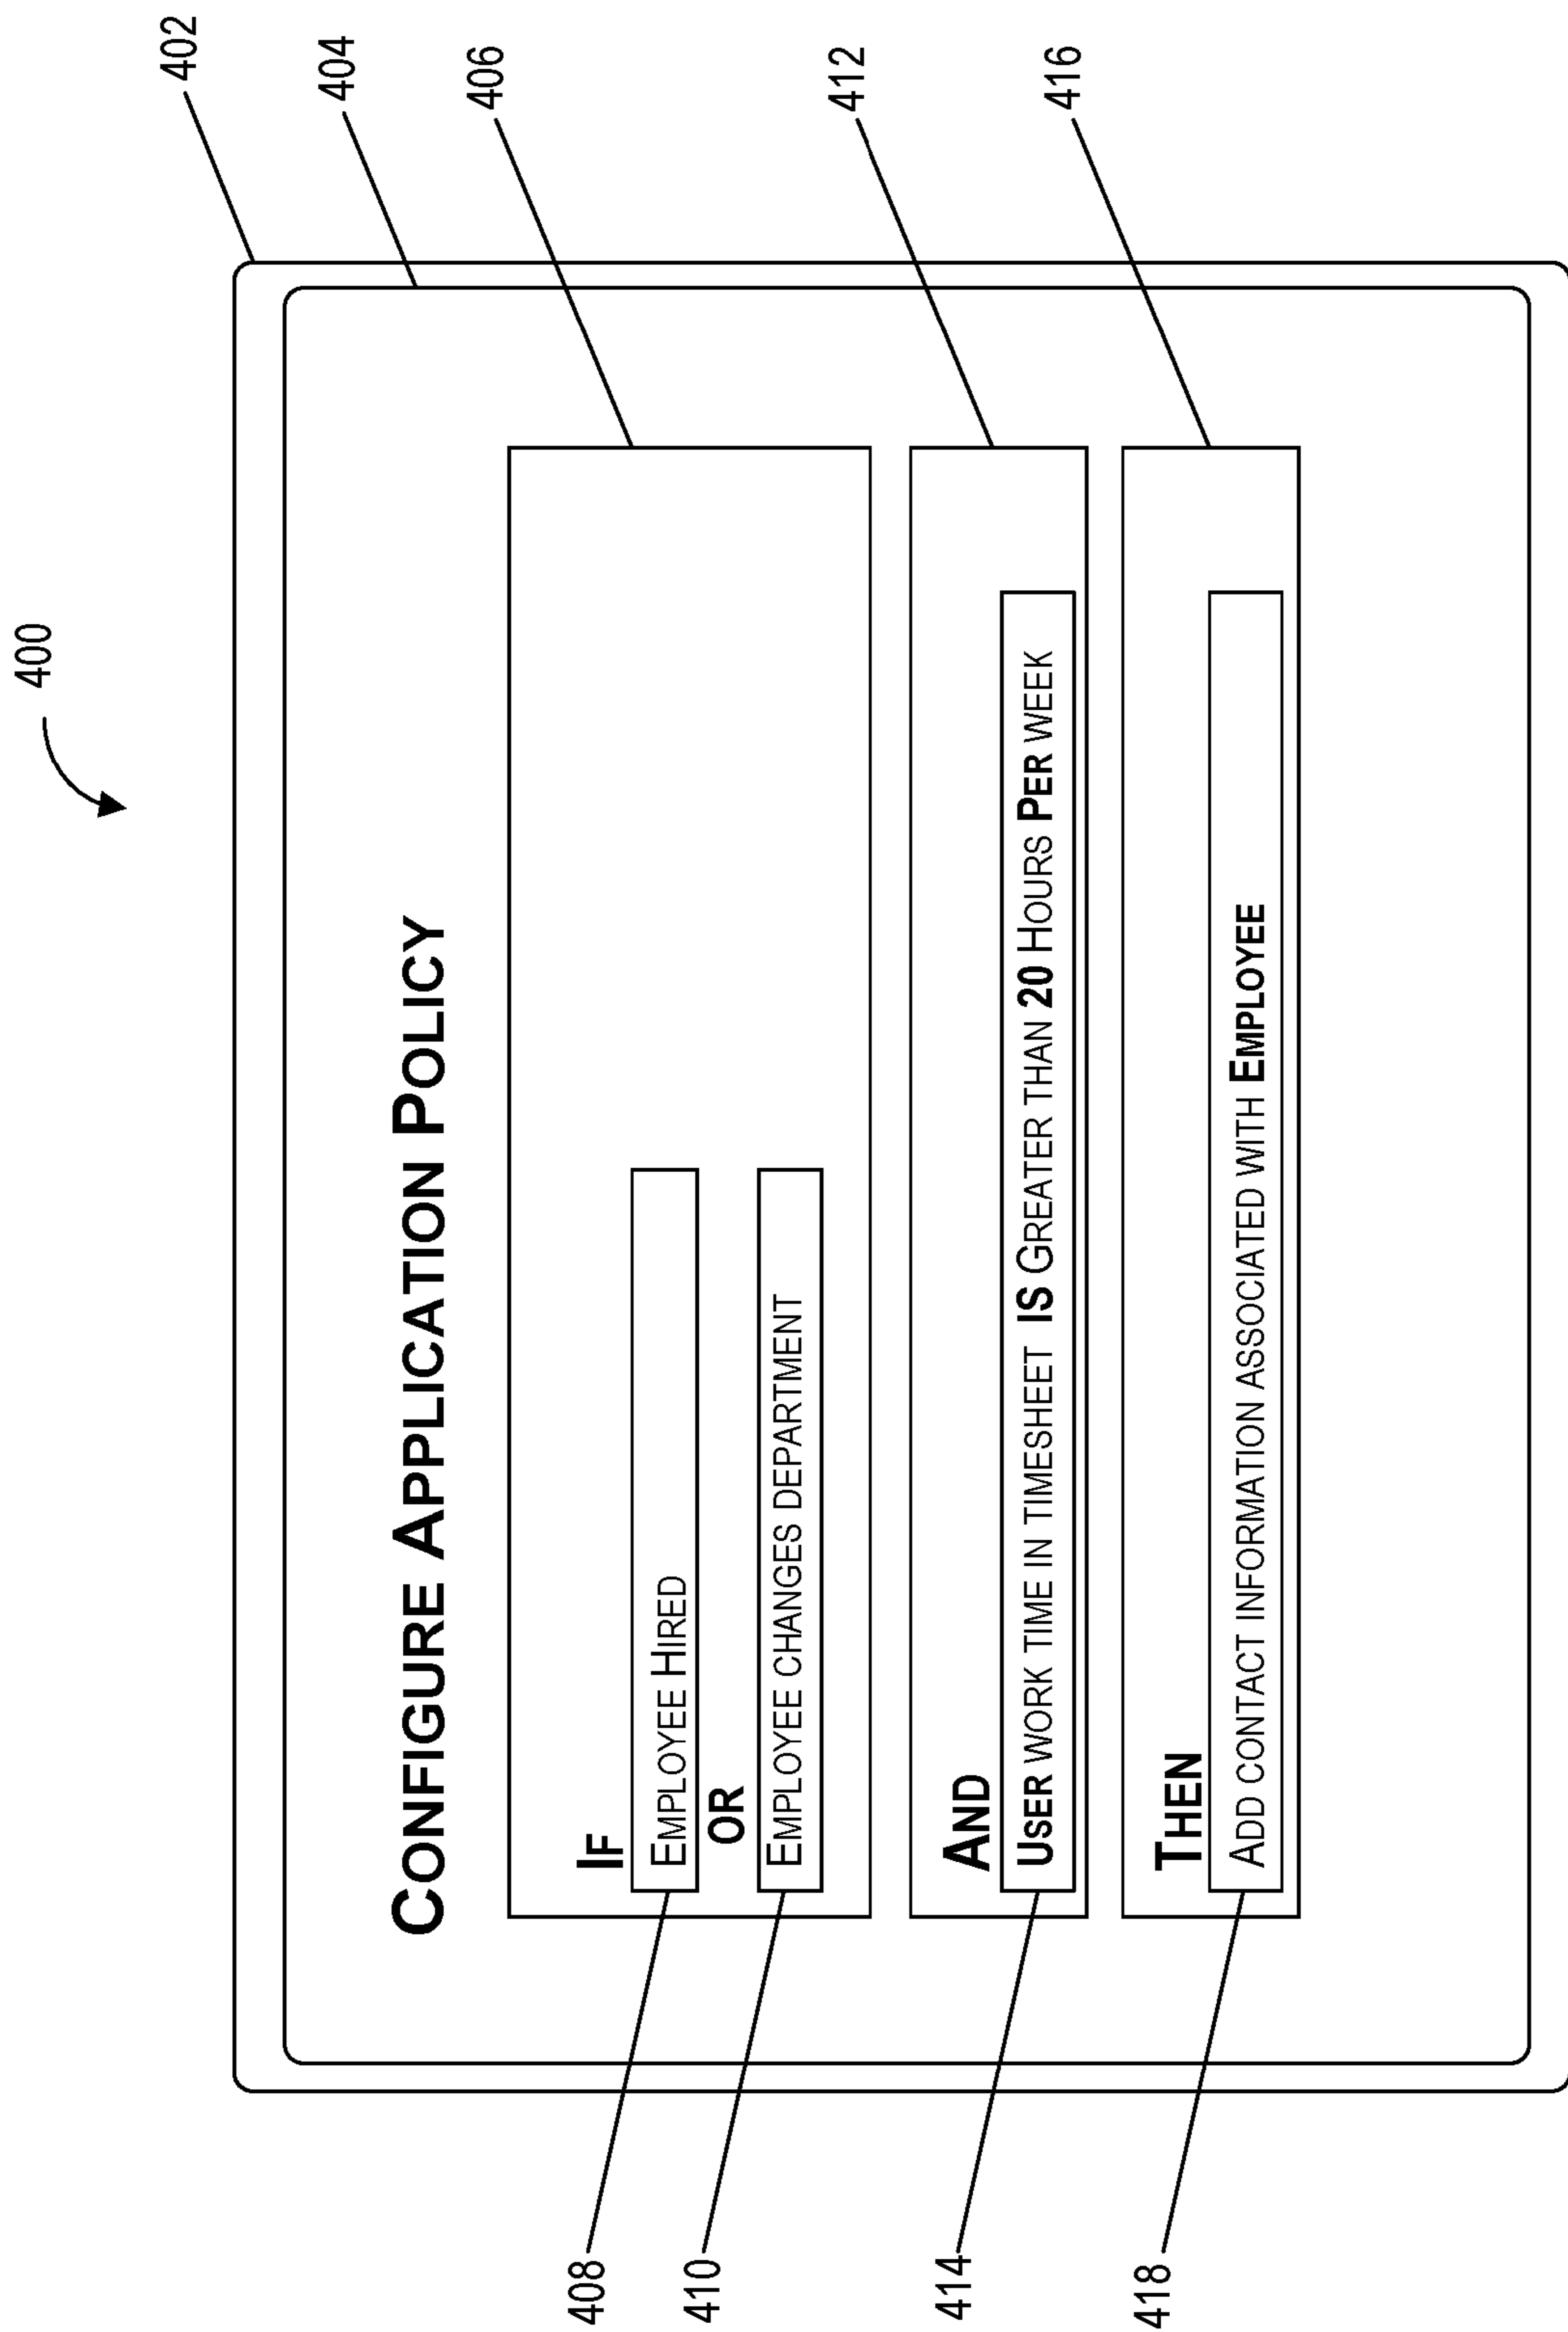 400
402
404
406
412
416
CONFIGURE APPLICATION POLICY
IF
EMPLOYEE HIRED
OR
EMPLOYEE CHANGES DEPARTMENT
AND
USER WORK TIME IN TIMESHEET IS GREATER THAN 20 HOURS PER WEEK
THEN
ADD CONTACT INFORMATION ASSOCIATED WITH EMPLOYEE
408
410
414
418